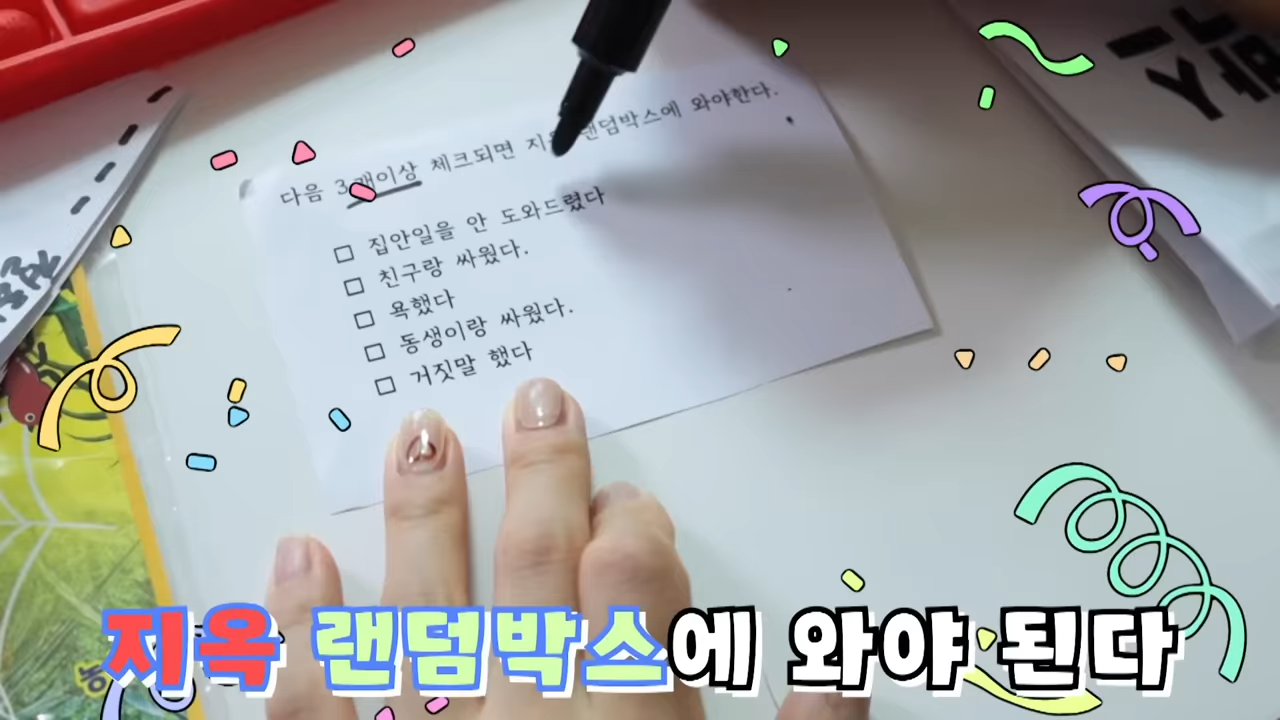 다음 3개이상 체크되면 지옥 랜덤박스에 와야한다.
□ 집안일을 안 도와드렸다
□ 친구랑 싸웠다.
□ 욕했다
□ 동생이랑 싸웠다.
□ 거짓말 했다
지옥 랜덤박스에 와야 된다